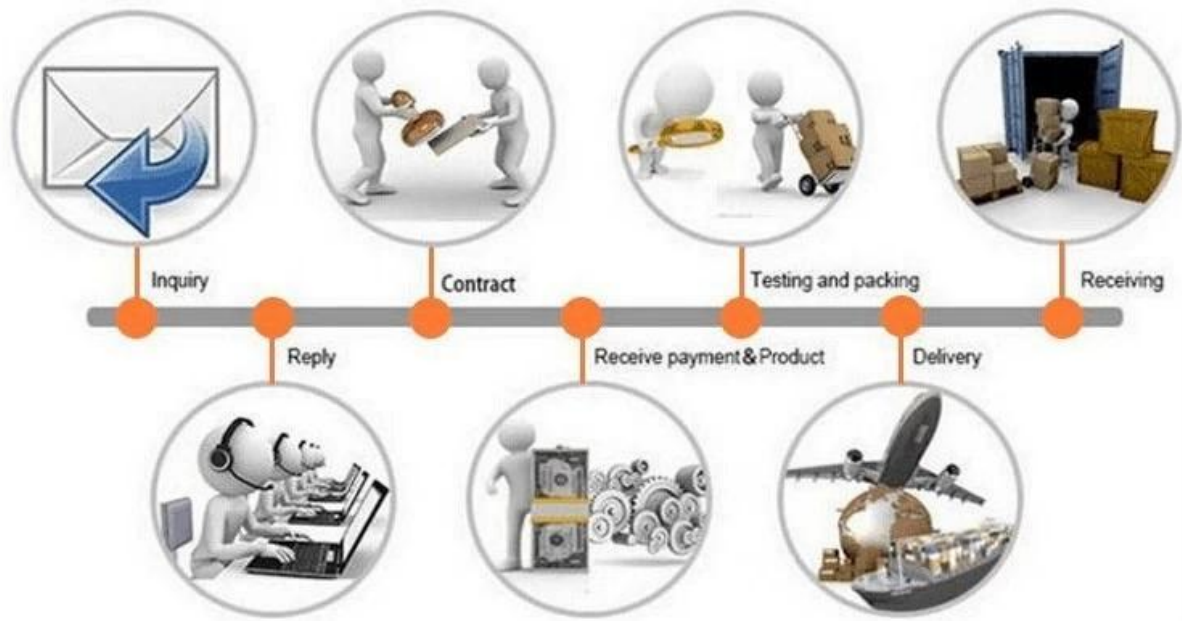 Inquiry
Contract
Testing and packing
Receiving
Reply
Receive payment&Product
Delivery